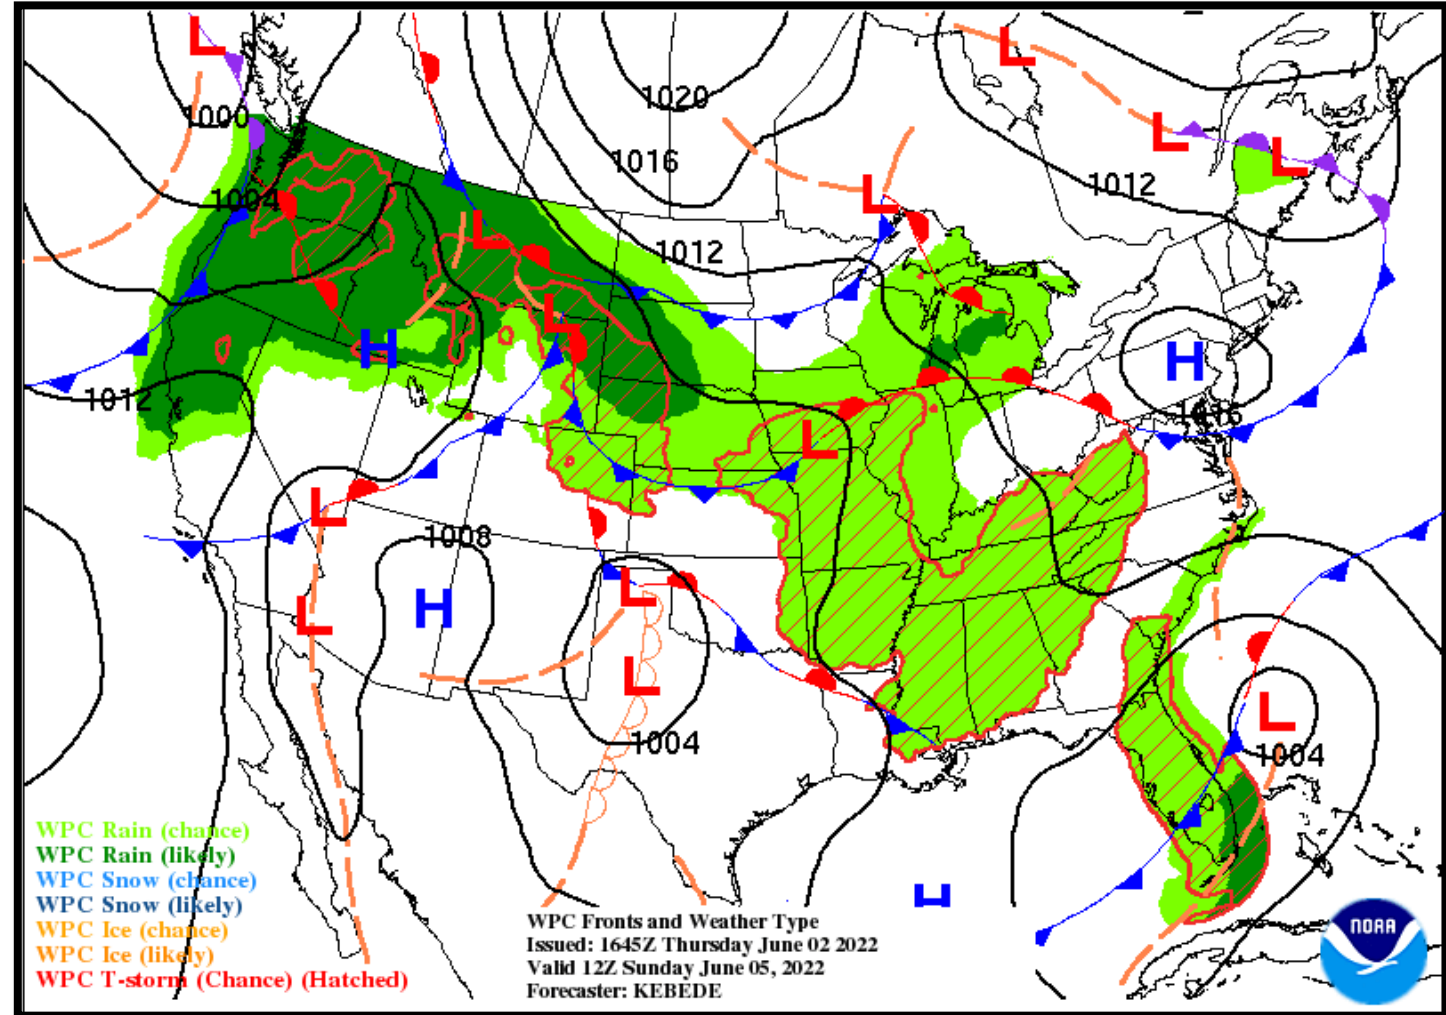 L
L
1020
1000
L
1016
L
1012
L
1004
L
1012
L
H
H
1012
1016
L
L
1008
L
H
L
L
L
1004
1004
WPC Rain (chance)
WPC Rain (likely)
WPC Snow (chance)
WPC Snow (likely)
WPC Ice (chance)
WPC Ice (likely)
WPC T-storm (Chance) (Hatched)
H
WPC Fronts and Weather Type
Issued: 1645Z Thursday June 02 2022
Valid 12Z Sunday June 05, 2022
Forecaster: KEBEDE
NOAA